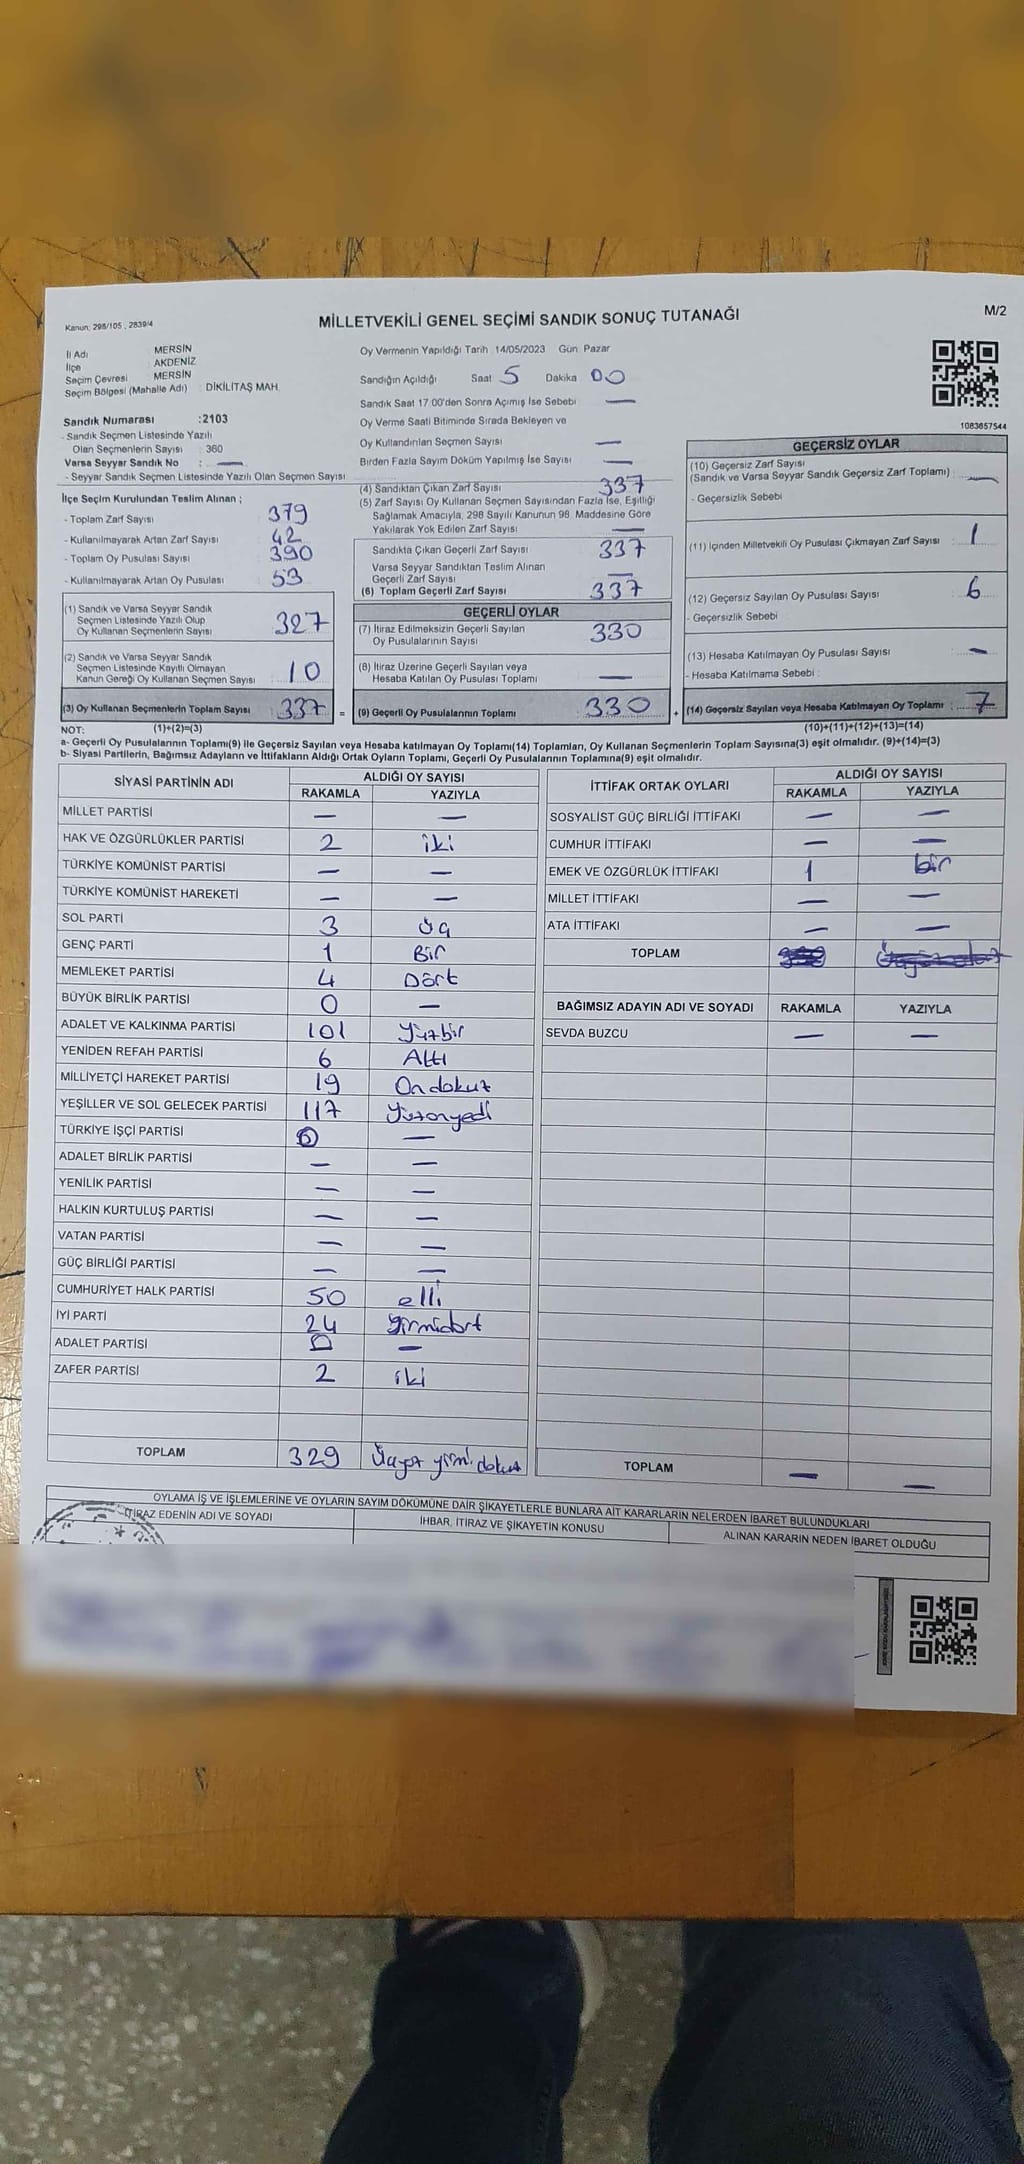 Kanun: 298/105 , 2839/4
MİLLETVEKİLİ GENEL SEÇİMİ SANDIK SONUÇ TUTANAĞI
M/2
İl Adı MERSİN
İlçe AKDENİZ
Seçim Çevresi MERSİN
Seçim Bölgesi (Mahalle Adı) DİKİLİTAŞ MAH.
Sandık Numarası :2103
- Sandık Seçmen Listesinde Yazılı
Olan Seçmenlerin Sayısı : 360
Varsa Seyyar Sandık No : —
- Seyyar Sandık Seçmen Listesinde Yazılı Olan Seçmen Sayısı
İlçe Seçim Kurulundan Teslim Alınan ;
- Toplam Zarf Sayısı 379
- Kullanılmayarak Artan Zarf Sayısı 42
- Toplam Oy Pusulası Sayısı 390
- Kullanılmayarak Artan Oy Pusulası 53
(1) Sandık ve Varsa Seyyar Sandık
Seçmen Listesinde Yazılı Olup
Oy Kullanan Seçmenlerin Sayısı 327
(2) Sandık ve Varsa Seyyar Sandık
Seçmen Listesinde Kayıtlı Olmayan
Kanun Gereği Oy Kullanan Seçmen Sayısı 10
(3) Oy Kullanan Seçmenlerin Toplam Sayısı 337 =
Oy Vermenin Yapıldığı Tarih :14/05/2023 Gün: Pazar
Sandığın Açıldığı Saat 5 Dakika 00
Sandık Saat 17:00'den Sonra Açılmış İse Sebebi —
Oy Verme Saati Bitiminde Sırada Bekleyen ve
Oy Kullandırılan Seçmen Sayısı —
Birden Fazla Sayım Döküm Yapılmış İse Sayısı —
(4) Sandıktan Çıkan Zarf Sayısı 337
(5) Zarf Sayısı Oy Kullanan Seçmen Sayısından Fazla İse, Eşitliği
Sağlamak Amacıyla, 298 Sayılı Kanunun 98. Maddesine Göre
Yakılarak Yok Edilen Zarf Sayısı —
Sandıkta Çıkan Geçerli Zarf Sayısı 337
Varsa Seyyar Sandıktan Teslim Alınan
Geçerli Zarf Sayısı —
(6) Toplam Geçerli Zarf Sayısı 337
GEÇERLİ OYLAR
(7) İtiraz Edilmeksizin Geçerli Sayılan
Oy Pusulalarının Sayısı 330
(8) İtiraz Üzerine Geçerli Sayılan veya
Hesaba Katılan Oy Pusulası Toplamı —
(9) Geçerli Oy Pusulalarının Toplamı 330 +
1083657544
GEÇERSİZ OYLAR
(10) Geçersiz Zarf Sayısı
(Sandık ve Varsa Seyyar Sandık Geçersiz Zarf Toplamı) : —
- Geçersizlik Sebebi
(11) İçinden Milletvekili Oy Pusulası Çıkmayan Zarf Sayısı : 1
(12) Geçersiz Sayılan Oy Pusulası Sayısı : 6
- Geçersizlik Sebebi
(13) Hesaba Katılmayan Oy Pusulası Sayısı : —
- Hesaba Katılmama Sebebi :
(14) Geçersiz Sayılan veya Hesaba Katılmayan Oy Toplamı : 7
NOT: (1)+(2)=(3) (10)+(11)+(12)+(13)=(14)
a- Geçerli Oy Pusulalarının Toplamı(9) ile Geçersiz Sayılan veya Hesaba katılmayan Oy Toplamı(14) Toplamları, Oy Kullanan Seçmenlerin Toplam Sayısına(3) eşit olmalıdır. (9)+(14)=(3)
b- Siyasi Partilerin, Bağımsız Adayların ve İttifakların Aldığı Ortak Oyların Toplamı, Geçerli Oy Pusulalarının Toplamına(9) eşit olmalıdır.
SİYASİ PARTİNİN ADI ALDIĞI OY SAYISI
RAKAMLA YAZIYLA
MİLLET PARTİSİ — —
HAK VE ÖZGÜRLÜKLER PARTİSİ 2 iki
TÜRKİYE KOMÜNİST PARTİSİ — —
TÜRKİYE KOMÜNİST HAREKETİ — —
SOL PARTİ 3 üç
GENÇ PARTİ 1 Bir
MEMLEKET PARTİSİ 4 Dört
BÜYÜK BİRLİK PARTİSİ 0 —
ADALET VE KALKINMA PARTİSİ 101 Yüzbir
YENİDEN REFAH PARTİSİ 6 Altı
MİLLİYETÇİ HAREKET PARTİSİ 19 Ondokuz
YEŞİLLER VE SOL GELECEK PARTİSİ 117 Yüzonyedi
TÜRKİYE İŞÇİ PARTİSİ 0 —
ADALET BİRLİK PARTİSİ — —
YENİLİK PARTİSİ — —
HALKIN KURTULUŞ PARTİSİ — —
VATAN PARTİSİ — —
GÜÇ BİRLİĞİ PARTİSİ — —
CUMHURİYET HALK PARTİSİ 50 elli
İYİ PARTİ 24 yirmidört
ADALET PARTİSİ 0 —
ZAFER PARTİSİ 2 iki
TOPLAM 329 Üçyüz yirmi dokuz
İTTİFAK ORTAK OYLARI ALDIĞI OY SAYISI
RAKAMLA YAZIYLA
SOSYALİST GÜÇ BİRLİĞİ İTTİFAKI — —
CUMHUR İTTİFAKI — —
EMEK VE ÖZGÜRLÜK İTTİFAKI 1 bir
MİLLET İTTİFAKI — —
ATA İTTİFAKI — —
TOPLAM
BAĞIMSIZ ADAYIN ADI VE SOYADI RAKAMLA YAZIYLA
SEVDA BUZCU — —
TOPLAM — —
OYLAMA İŞ VE İŞLEMLERİNE VE OYLARIN SAYIM DÖKÜMÜNE DAİR ŞİKAYETLERLE BUNLARA AİT KARARLARIN NELERDEN İBARET BULUNDUKLARI
İTİRAZ EDENİN ADI VE SOYADI İHBAR, İTİRAZ VE ŞİKAYETİN KONUSU ALINAN KARARIN NEDEN İBARET OLDUĞU